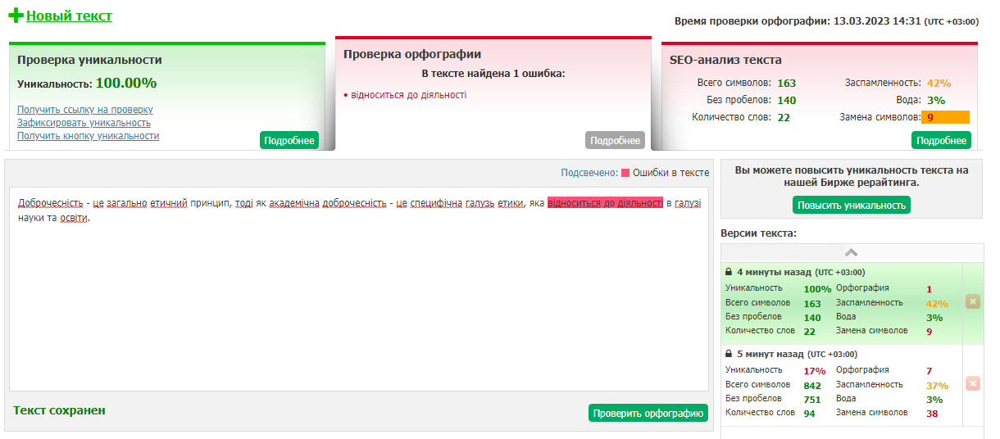 Новый текст
Время проверки орфографии: 13.03.2023 14:31 (UTC +03:00)
Проверка уникальности
Уникальность: 100.00%
Получить ссылку на проверку
Зафиксировать уникальность
Получить кнопку уникальности
Подробнее
Проверка орфографии
В тексте найдена 1 ошибка:
• відноситься до діяльності
Подробнее
SEO-анализ текста
Всего символов: 163 Заспамленность: 42%
Без пробелов: 140 Вода: 3%
Количество слов: 22 Замена символов: 9
Подробнее
Подсвечено: Ошибки в тексте
Доброчесність - це загально етичний принцип, тоді як академічна доброчесність - це специфічна галузь етики, яка відноситься до діяльності в галузі
науки та освіти.
Текст сохранен
Проверить орфографию
Вы можете повысить уникальность текста на
нашей Бирже рерайтинга.
Повысить уникальность
Версии текста:
4 минуты назад (UTC +03:00)
Уникальность 100% Орфография 1
Всего символов 163 Заспамленность 42%
Без пробелов 140 Вода 3%
Количество слов 22 Замена символов 9
5 минут назад (UTC +03:00)
Уникальность 17% Орфография 7
Всего символов 842 Заспамленность 37%
Без пробелов 751 Вода 3%
Количество слов 94 Замена символов 38